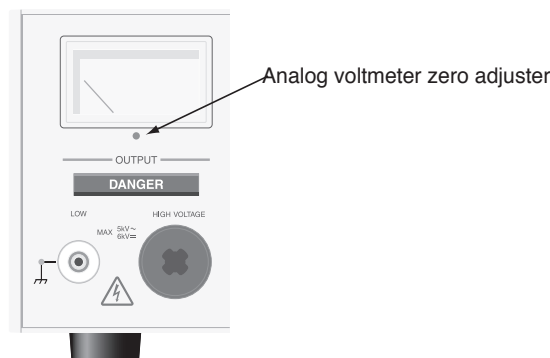 Analog voltmeter zero adjuster
OUTPUT
DANGER
LOW
HIGH VOLTAGE
MAX 5kV～
6kV⎓